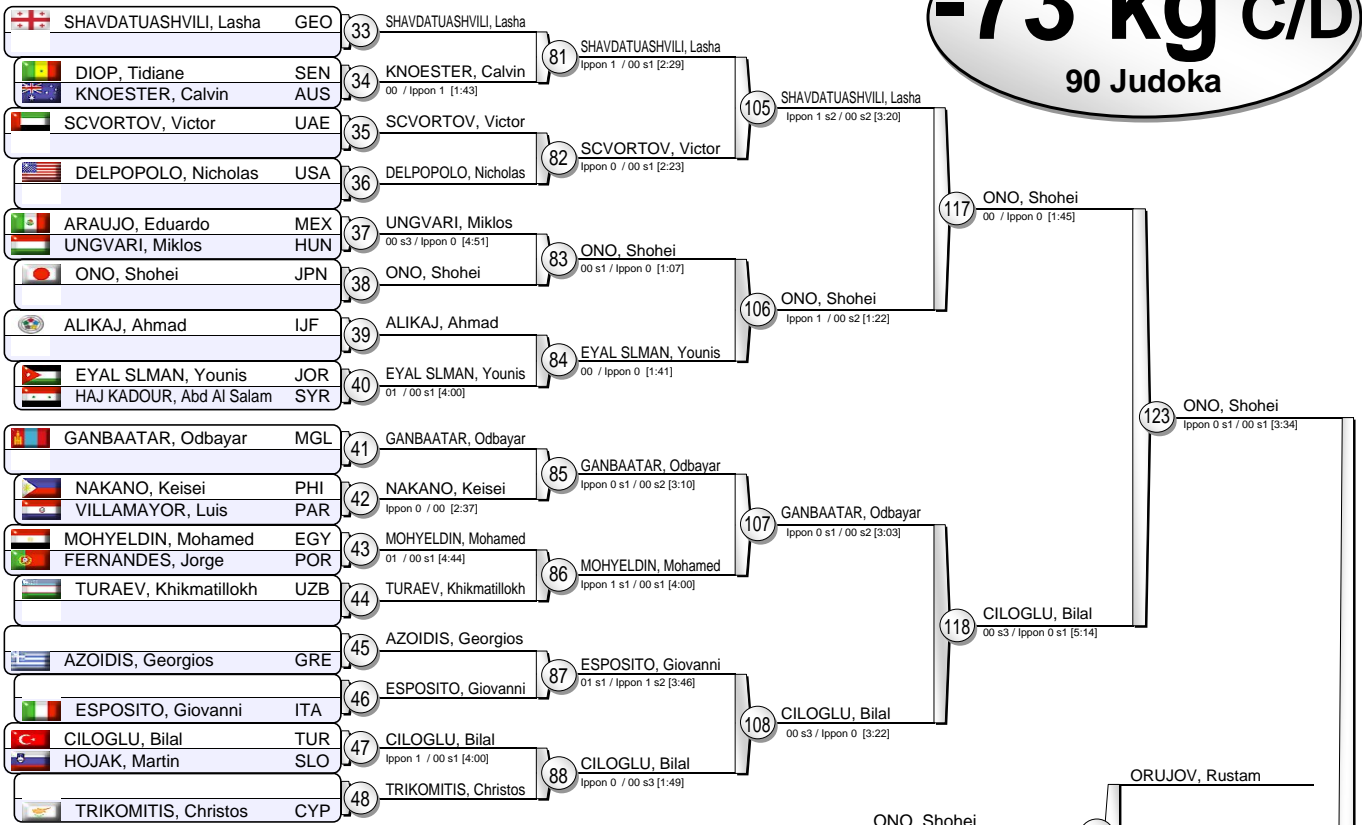 -73 kg C/D
90 Judoka
SHAVDATUASHVILI, Lasha GEO
DIOP, Tidiane SEN
KNOESTER, Calvin AUS
SCVORTOV, Victor UAE
DELPOPOLO, Nicholas USA
ARAUJO, Eduardo MEX
UNGVARI, Miklos HUN
ONO, Shohei JPN
ALIKAJ, Ahmad IJF
EYAL SLMAN, Younis JOR
HAJ KADOUR, Abd Al Salam SYR
GANBAATAR, Odbayar MGL
NAKANO, Keisei PHI
VILLAMAYOR, Luis PAR
MOHYELDIN, Mohamed EGY
FERNANDES, Jorge POR
TURAEV, Khikmatillokh UZB
AZOIDIS, Georgios GRE
ESPOSITO, Giovanni ITA
CILOGLU, Bilal TUR
HOJAK, Martin SLO
TRIKOMITIS, Christos CYP
33
SHAVDATUASHVILI, Lasha
34
KNOESTER, Calvin
00 / Ippon 1 [1:43]
35
SCVORTOV, Victor
36
DELPOPOLO, Nicholas
37
UNGVARI, Miklos
00 s3 / Ippon 0 [4:51]
38
ONO, Shohei
39
ALIKAJ, Ahmad
40
EYAL SLMAN, Younis
01 / 00 s1 [4:00]
41
GANBAATAR, Odbayar
42
NAKANO, Keisei
Ippon 0 / 00 [2:37]
43
MOHYELDIN, Mohamed
01 / 00 s1 [4:44]
44
TURAEV, Khikmatillokh
45
AZOIDIS, Georgios
46
ESPOSITO, Giovanni
47
CILOGLU, Bilal
Ippon 1 / 00 s1 [4:00]
48
TRIKOMITIS, Christos
81
SHAVDATUASHVILI, Lasha
Ippon 1 / 00 s1 [2:29]
82
SCVORTOV, Victor
Ippon 0 / 00 s1 [2:23]
83
ONO, Shohei
00 s1 / Ippon 0 [1:07]
84
EYAL SLMAN, Younis
00 / Ippon 0 [1:41]
85
GANBAATAR, Odbayar
Ippon 0 s1 / 00 s2 [3:10]
86
MOHYELDIN, Mohamed
Ippon 1 s1 / 00 s1 [4:00]
87
ESPOSITO, Giovanni
01 s1 / Ippon 1 s2 [3:46]
88
CILOGLU, Bilal
Ippon 0 / 00 s3 [1:49]
105
SHAVDATUASHVILI, Lasha
Ippon 1 s2 / 00 s2 [3:20]
106
ONO, Shohei
Ippon 1 / 00 s2 [1:22]
107
GANBAATAR, Odbayar
Ippon 0 s1 / 00 s2 [3:03]
108
CILOGLU, Bilal
00 s3 / Ippon 0 [3:22]
117
ONO, Shohei
00 / Ippon 0 [1:45]
118
CILOGLU, Bilal
00 s3 / Ippon 0 s1 [5:14]
123
ONO, Shohei
Ippon 0 s1 / 00 s1 [3:34]
ORUJOV, Rustam
ONO, Shohei